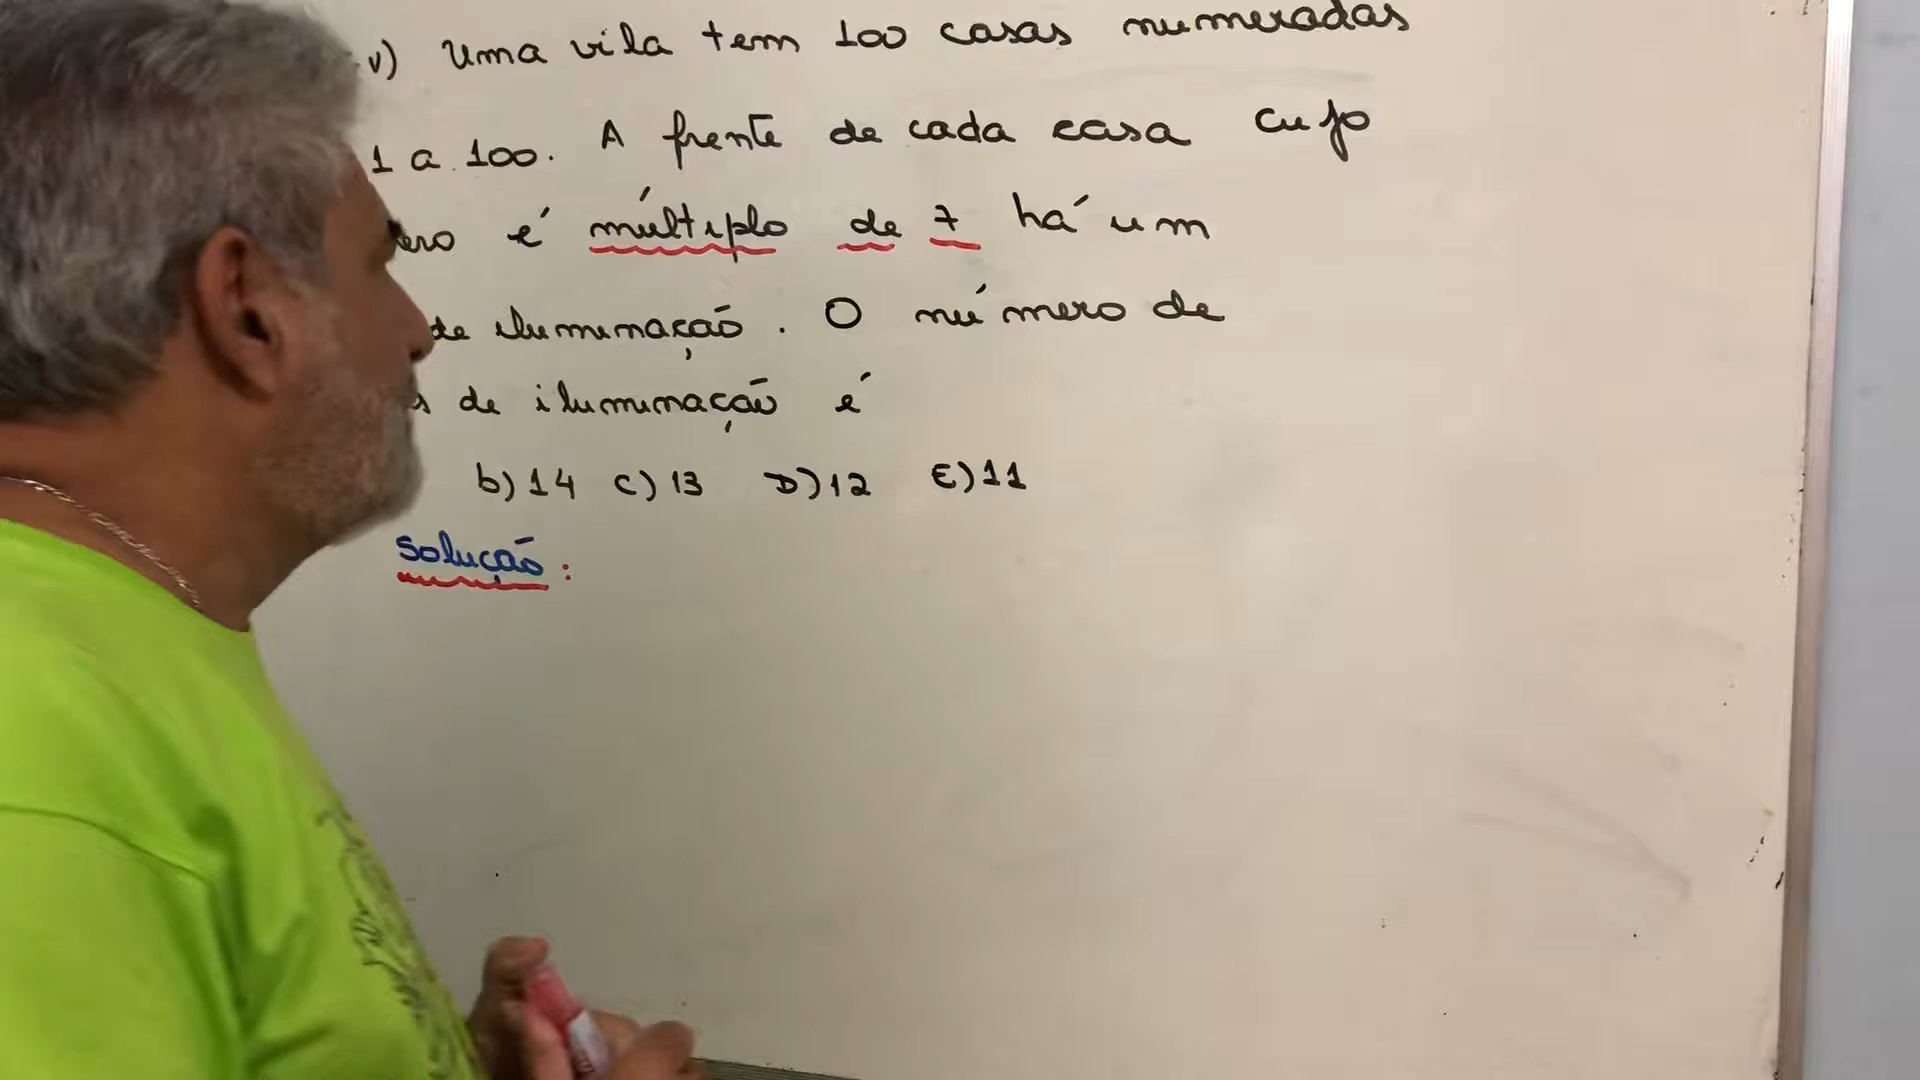 v) Uma vila tem 100 casas numeradas
1 a 100. A frente de cada casa cujo
ero é múltiplo de 7 há um
de iluminação. O número de
s de iluminação é
b) 14 c) 13 D) 12 E) 11
Solução: